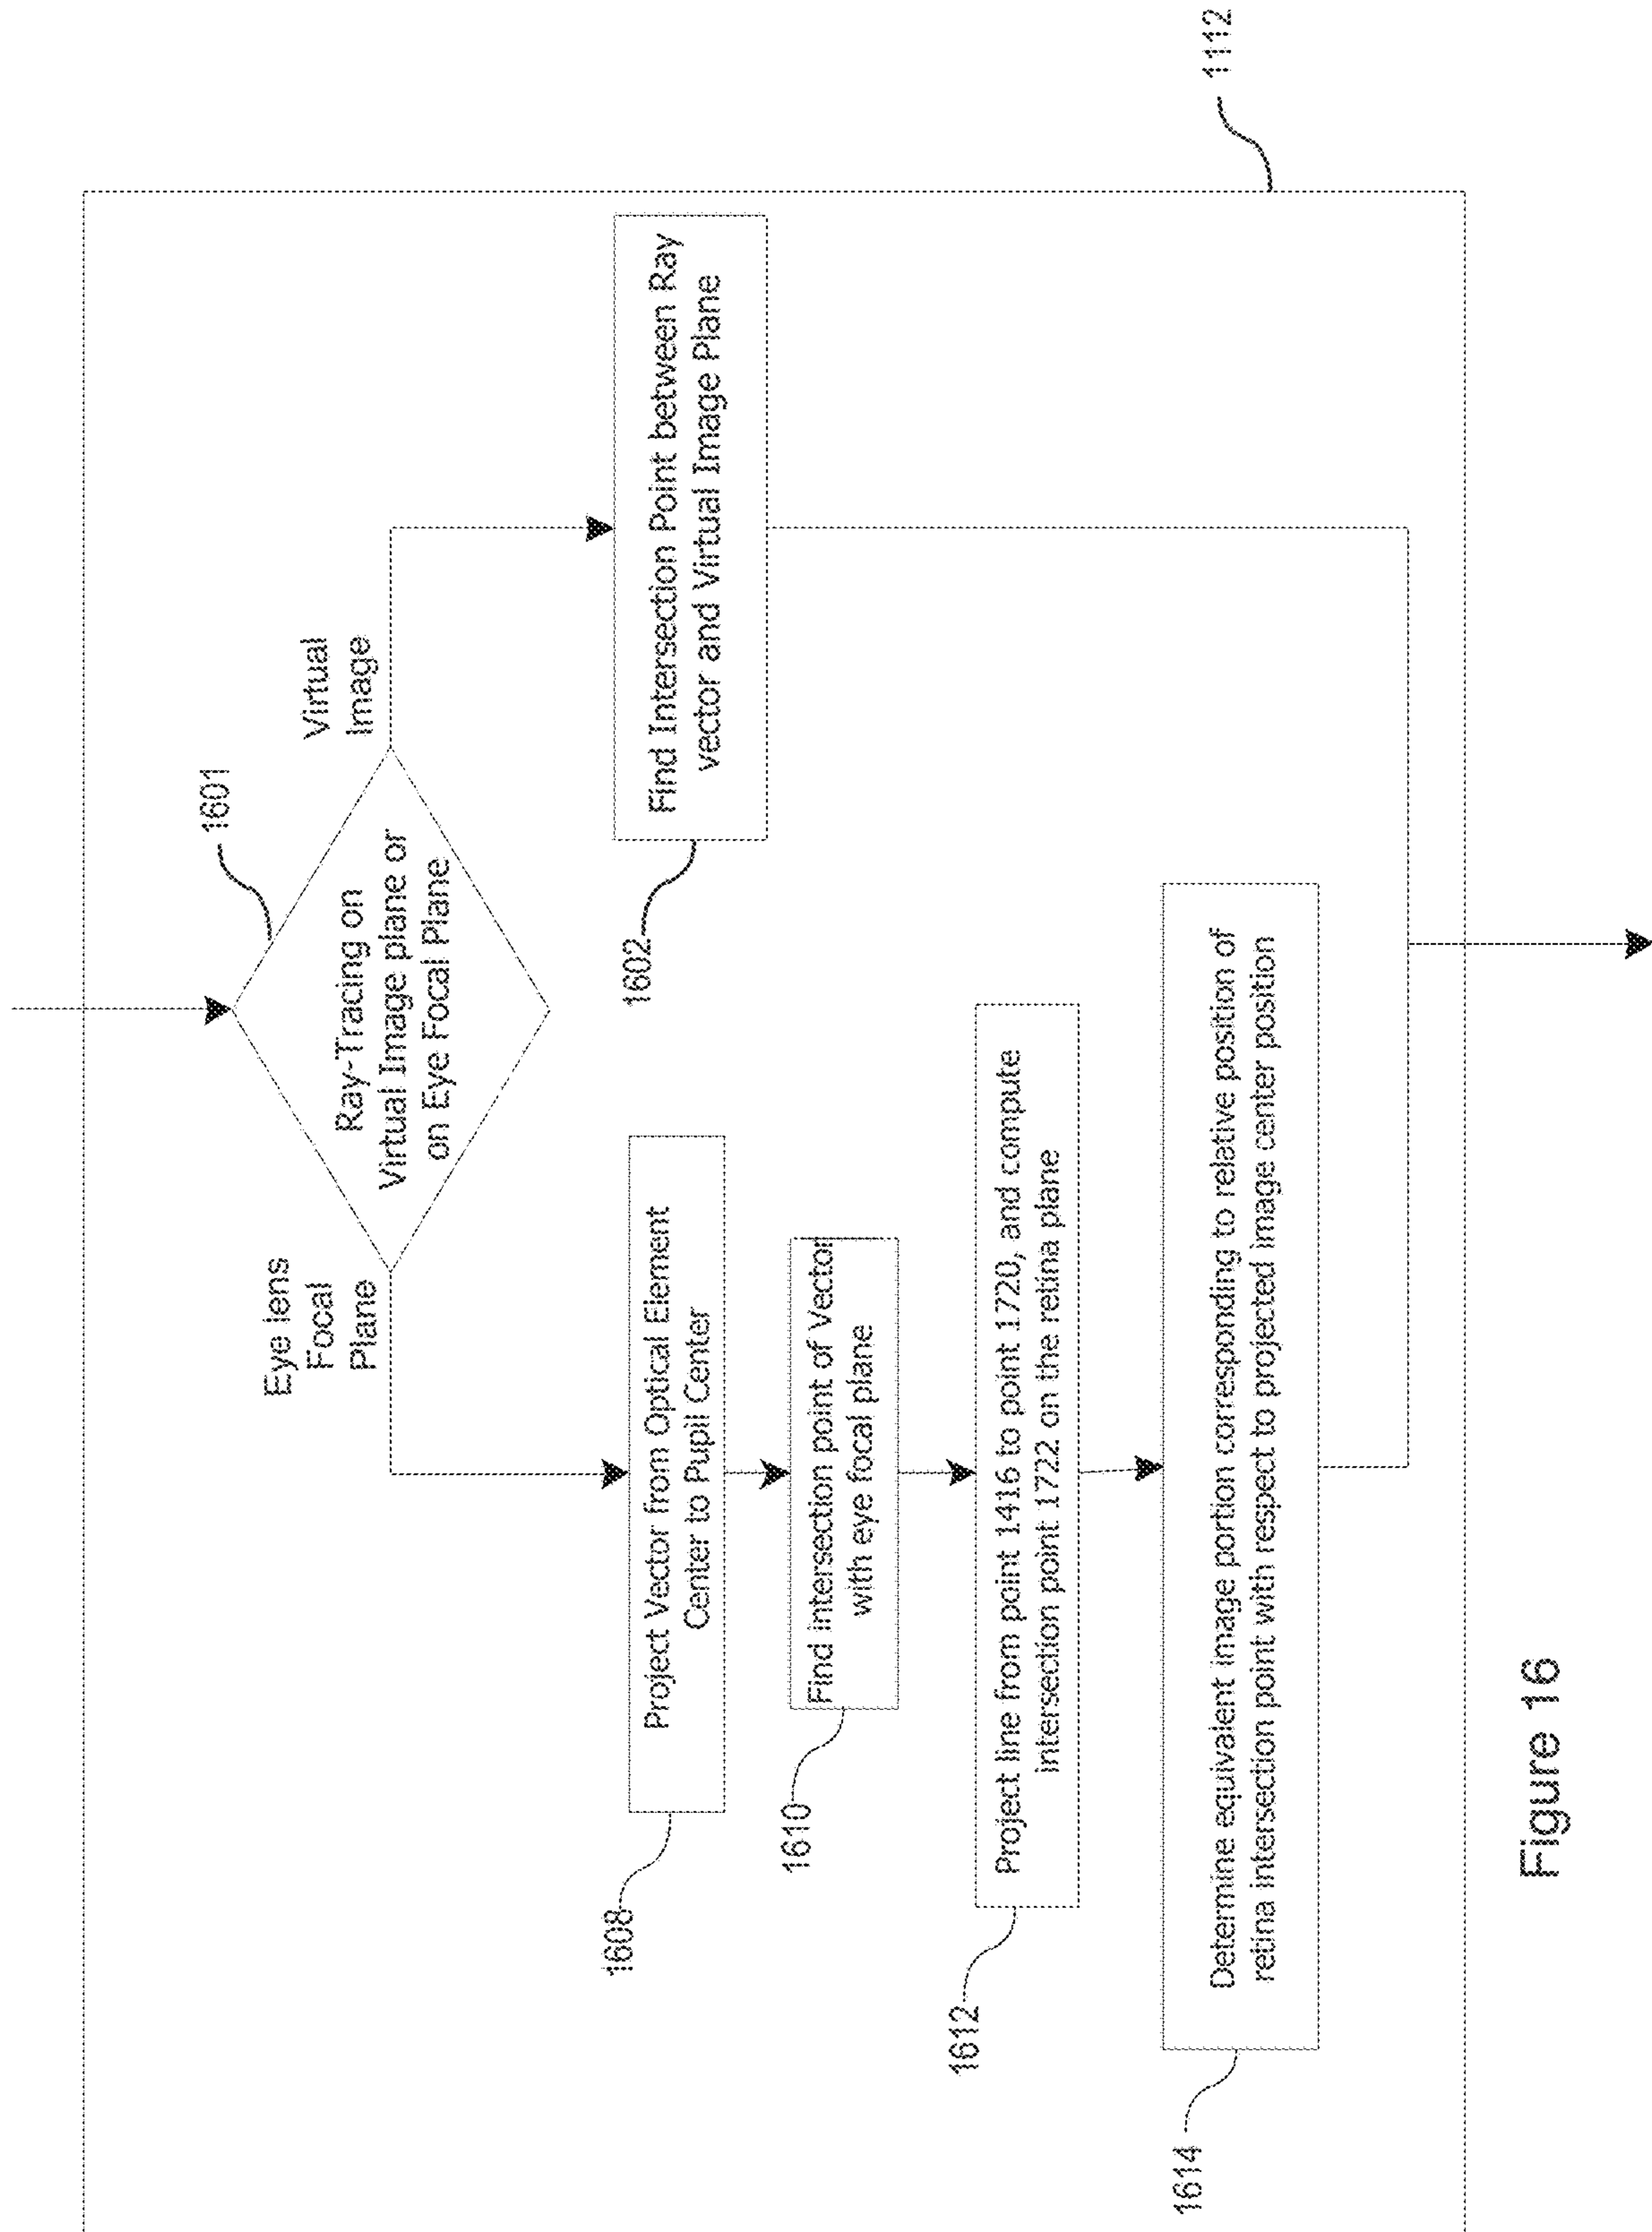 1601
Ray-Tracing on
Virtual Image plane or
on Eye Focal Plane
Eye lens
Focal
Plane
Virtual
Image
1608
Project Vector from Optical Element
Center to Pupil Center
1602
Find Intersection Point between Ray
vector and Virtual Image Plane
1610
Find intersection point of Vector
with eye focal plane
1612
Project line from point 1416 to point 1720, and compute
intersection point 1722 on the retina plane
1614
Determine equivalent image portion corresponding to relative position of
retina intersection point with respect to projected image center position
1112
Figure 16